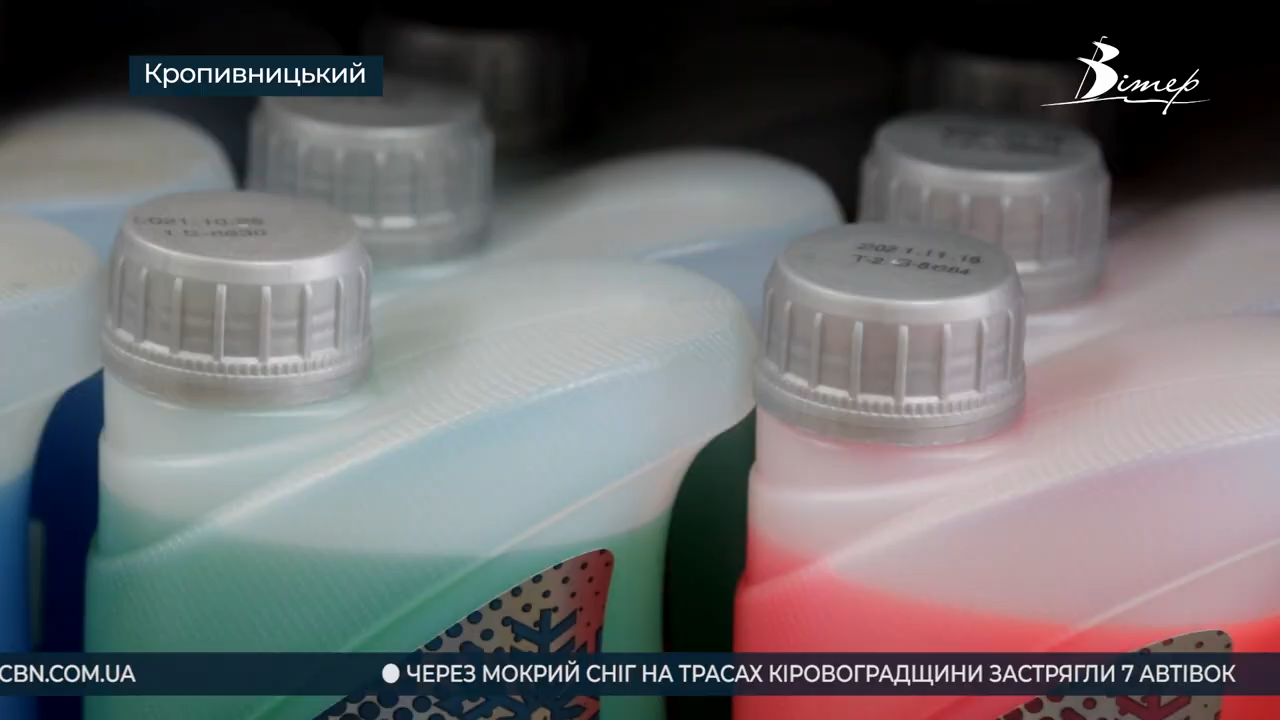 Кропивницький
Вітер
2021.11.16
CBN.COM.UA
ЧЕРЕЗ МОКРИЙ СНІГ НА ТРАСАХ КІРОВОГРАДЩИНИ ЗАСТРЯГЛИ 7 АВТІВОК